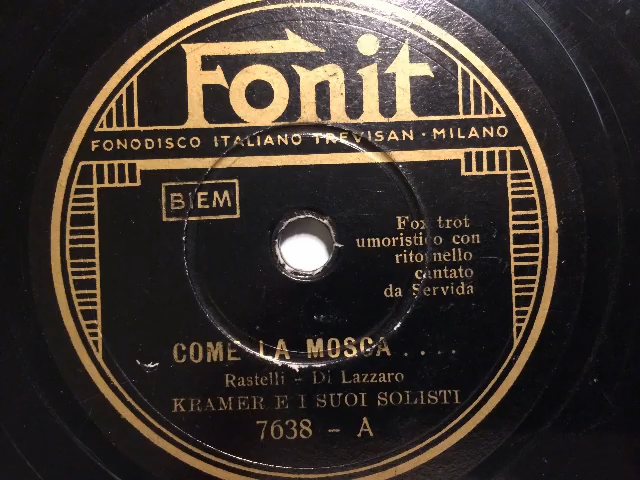 Fonit
FONODISCO ITALIANO TREVISAN · MILANO
BIEM
Fox trot
umoristico con
ritornello
cantato
da Servida
COME LA MOSCA . . . .
Rastelli - Di Lazzaro
KRAMER E I SUOI SOLISTI
7638 - A